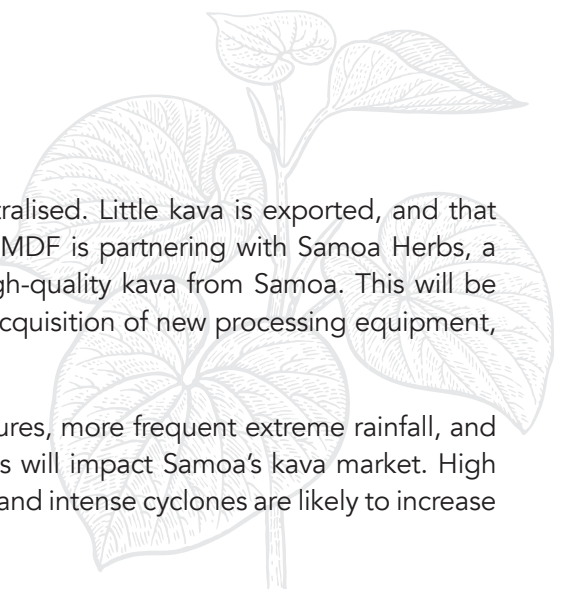 tralised. Little kava is exported, and that
MDF is partnering with Samoa Herbs, a
gh-quality kava from Samoa. This will be
cquisition of new processing equipment,
ures, more frequent extreme rainfall, and
s will impact Samoa’s kava market. High
and intense cyclones are likely to increase